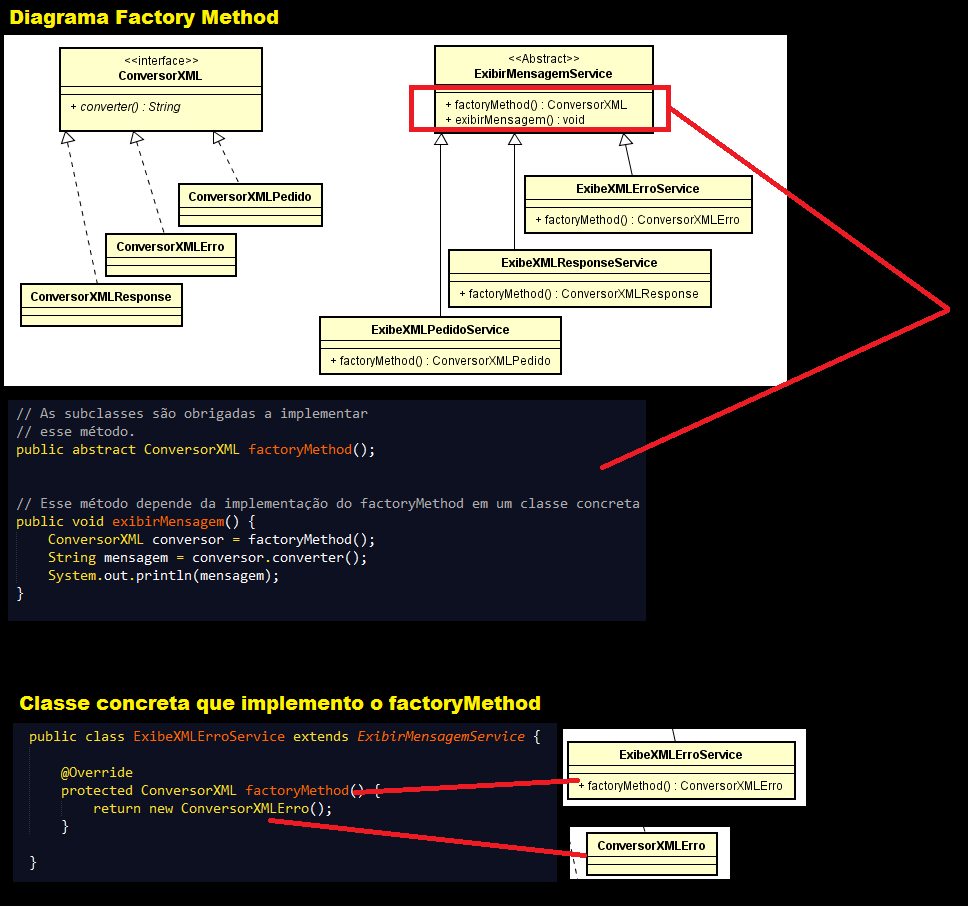 Diagrama Factory Method
<<interface>>
ConversorXML
+ converter() : String
<<Abstract>>
ExibirMensagemService
+ factoryMethod() : ConversorXML
+ exibirMensagem() : void
ConversorXMLPedido
ConversorXMLErro
ConversorXMLResponse
ExibeXMLErroService
+ factoryMethod() : ConversorXMLErro
ExibeXMLResponseService
+ factoryMethod() : ConversorXMLResponse
ExibeXMLPedidoService
+ factoryMethod() : ConversorXMLPedido
// As subclasses são obrigadas a implementar
// esse método.
public abstract ConversorXML factoryMethod();
// Esse método depende da implementação do factoryMethod em um classe concreta
public void exibirMensagem() {
ConversorXML conversor = factoryMethod();
String mensagem = conversor.converter();
System.out.println(mensagem);
}
Classe concreta que implemento o factoryMethod
public class ExibeXMLErroService extends ExibirMensagemService {
@Override
protected ConversorXML factoryMethod() {
return new ConversorXMLErro();
}
}
ExibeXMLErroService
+ factoryMethod() : ConversorXMLErro
ConversorXMLErro